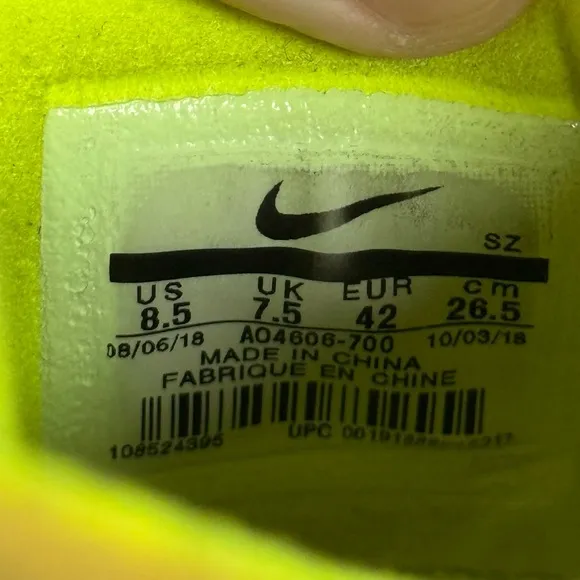 SZ
US UK EUR cm
8.5 7.5 42 26.5
08/06/18 AO4606-700 10/03/18
MADE IN CHINA
FABRIQUE EN CHINE
108524395 UPC